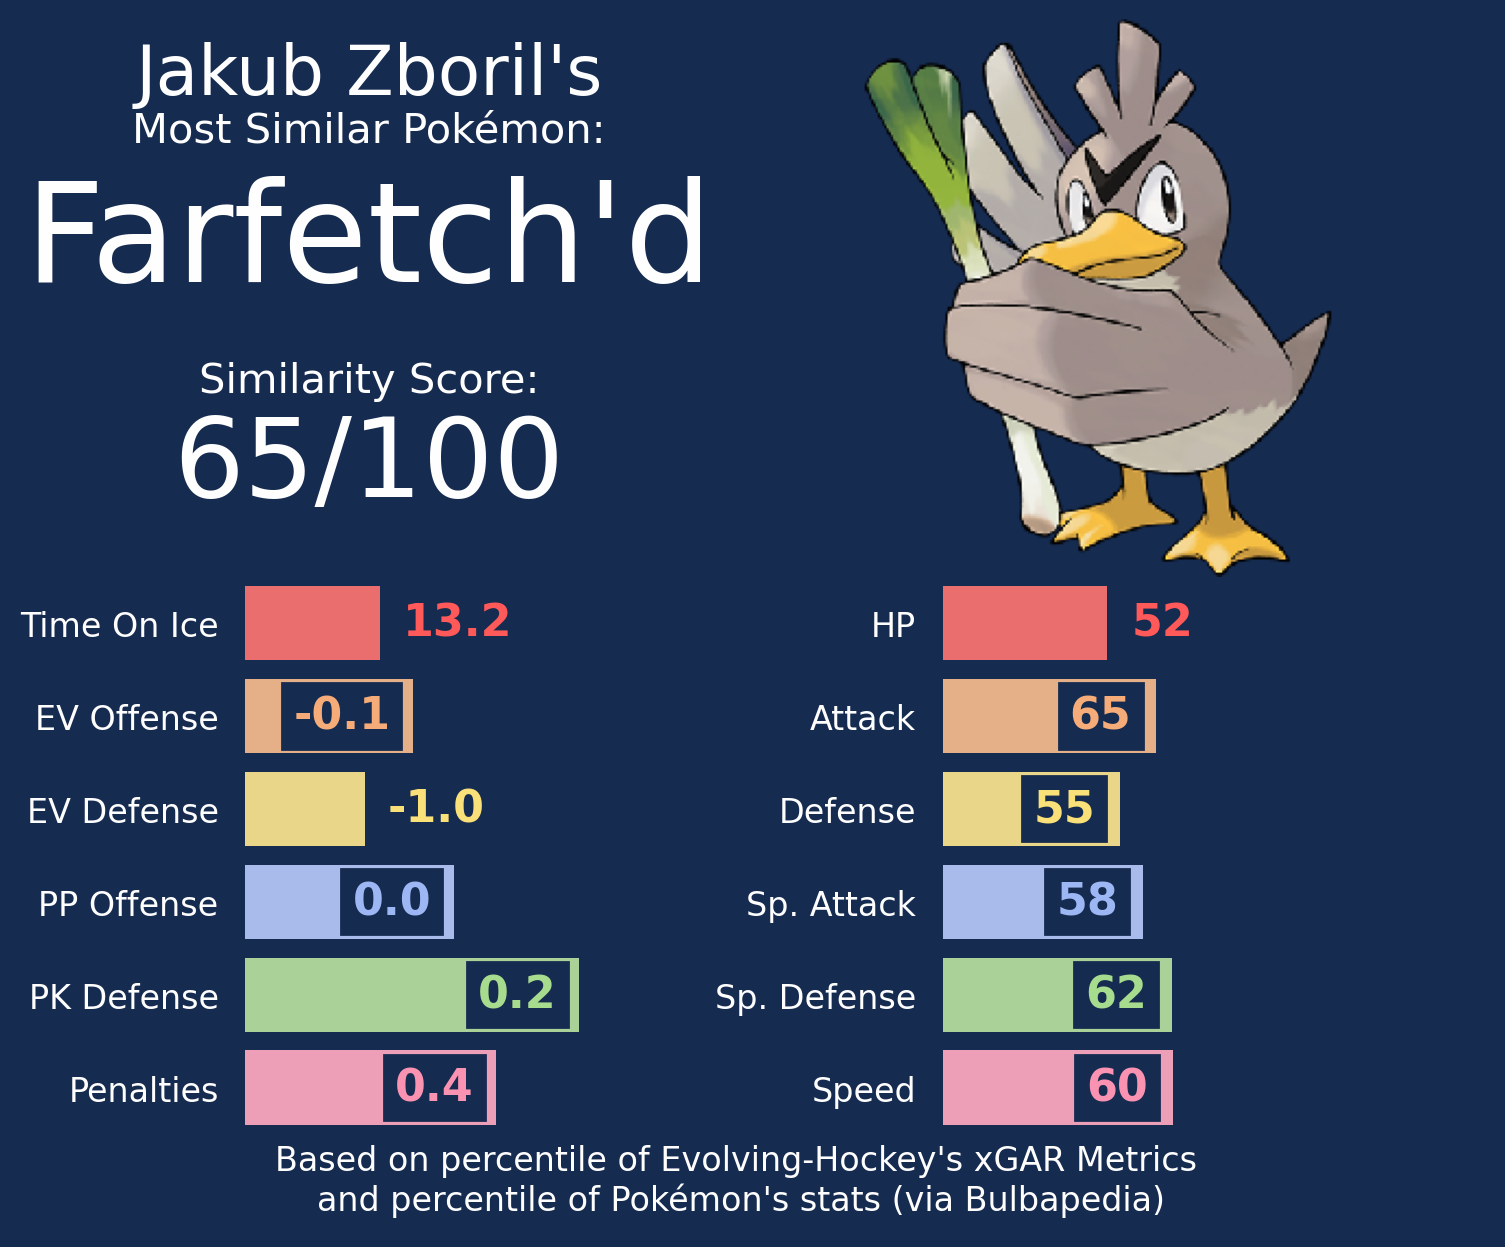 Jakub Zboril's
Most Similar Pokémon:
Farfetch'd
Similarity Score:
65/100
Time On Ice 13.2
EV Offense -0.1
EV Defense -1.0
PP Offense 0.0
PK Defense 0.2
Penalties 0.4
HP 52
Attack 65
Defense 55
Sp. Attack 58
Sp. Defense 62
Speed 60
Based on percentile of Evolving-Hockey's xGAR Metrics
and percentile of Pokémon's stats (via Bulbapedia)